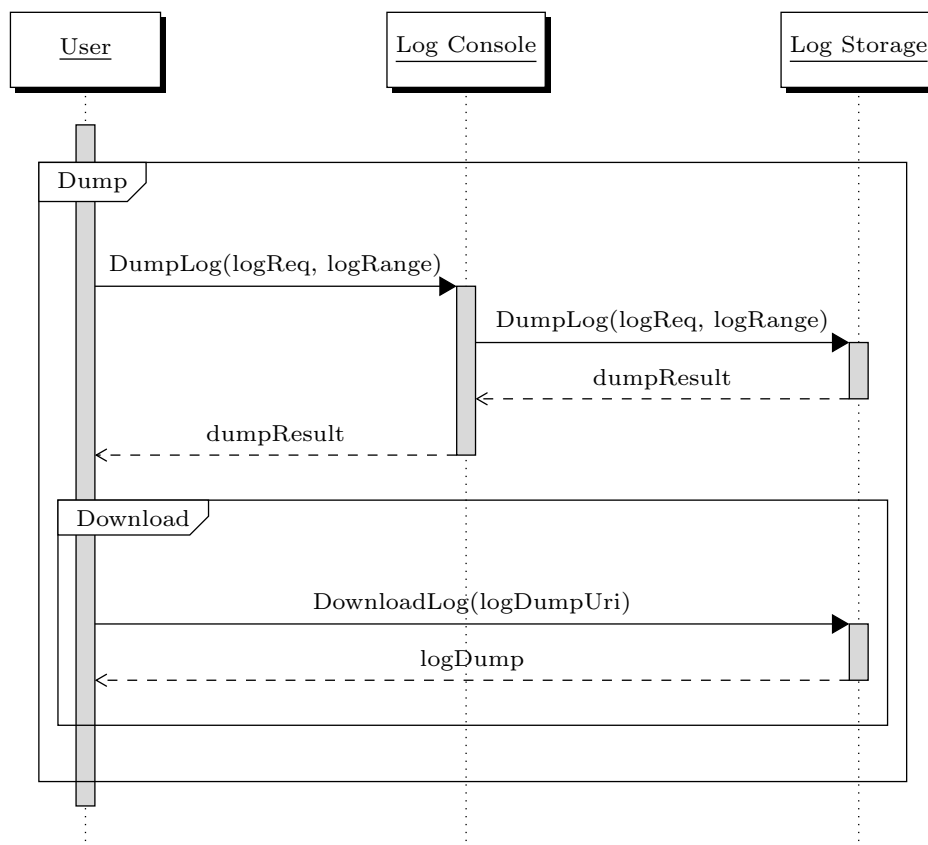 User
Log Console
Log Storage
Dump
DumpLog(logReq, logRange)
DumpLog(logReq, logRange)
dumpResult
dumpResult
Download
DownloadLog(logDumpUri)
logDump